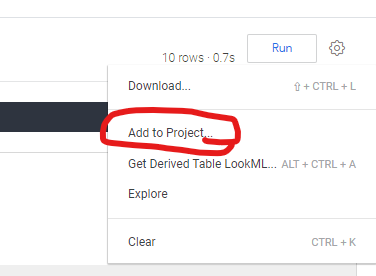 10 rows · 0.7s Run
Download... ⇧ + CTRL + L
Add to Project...
Get Derived Table LookML... ALT + CTRL + A
Explore
Clear CTRL + K